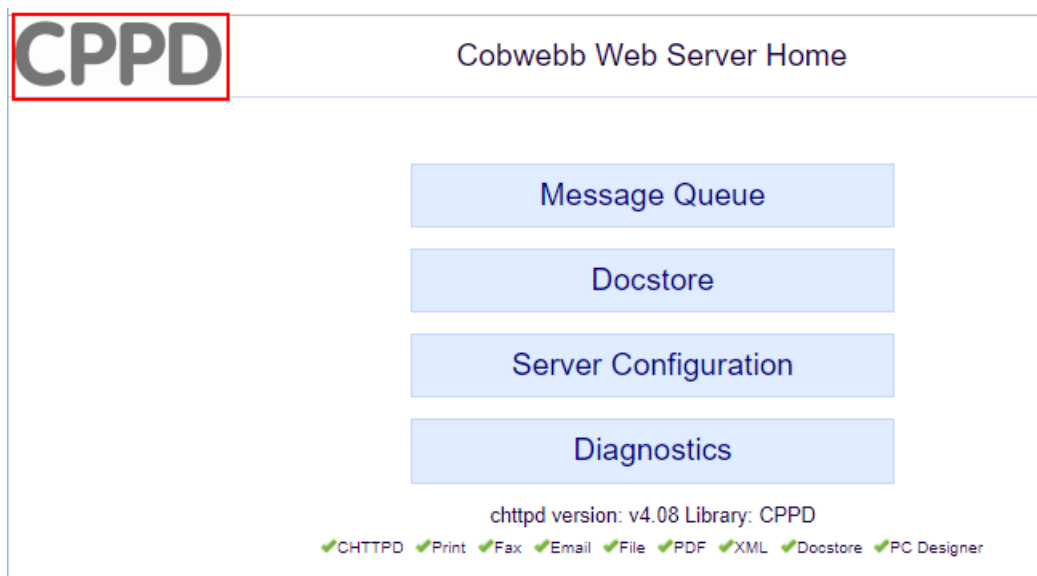 CPPD
Cobwebb Web Server Home
Message Queue
Docstore
Server Configuration
Diagnostics
chttpd version: v4.08 Library: CPPD
CHTTPD Print Fax Email File PDF XML Docstore PC Designer